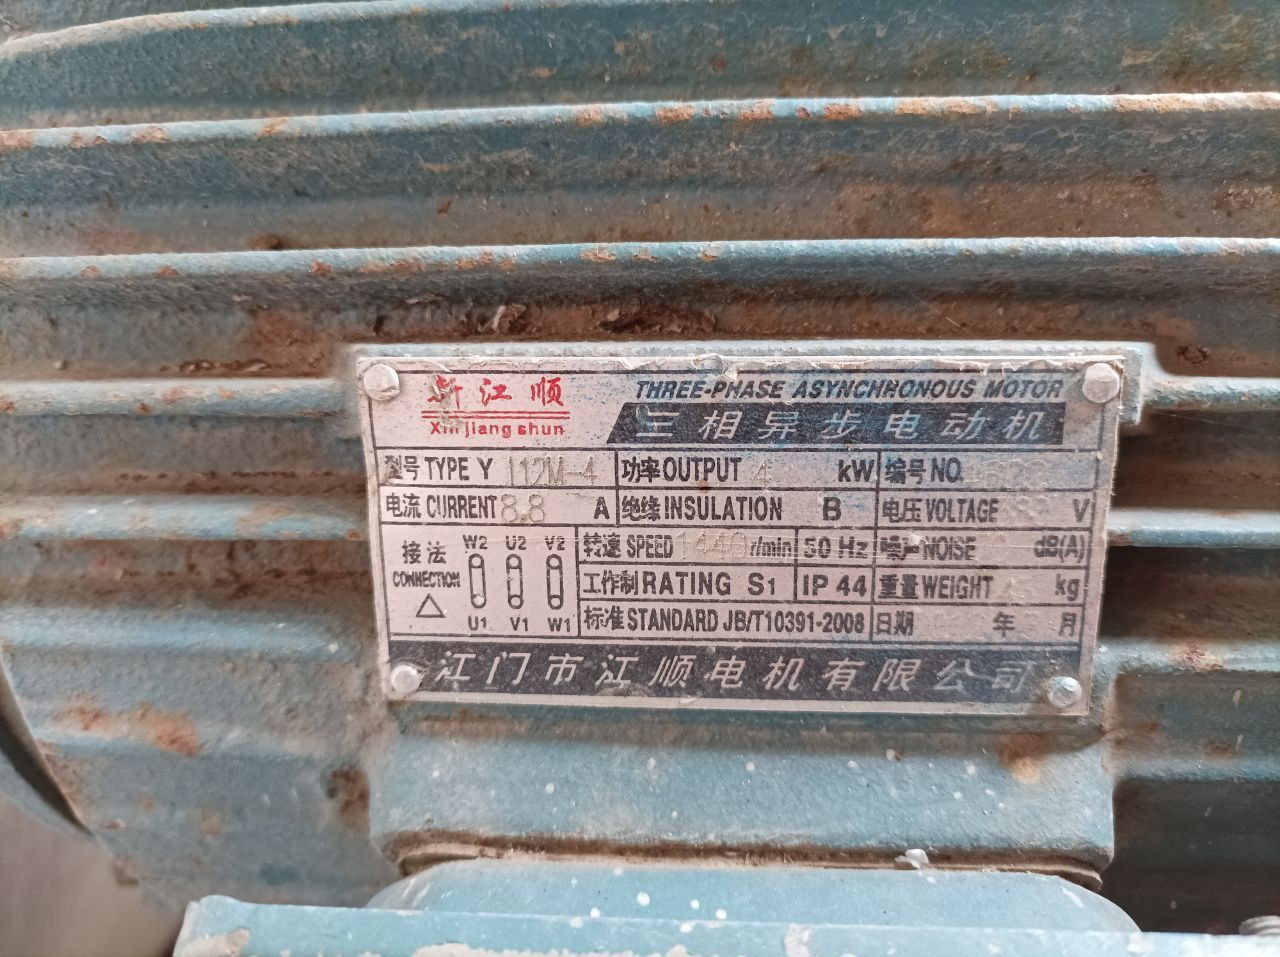 新江顺 THREE-PHASE ASYNCHRONOUS MOTOR
Xin jiang shun 三相异步电动机
型号 TYPE Y 112M-4 功率 OUTPUT 4 kW 编号 NO.
电流 CURRENT 8.8 A 绝缘 INSULATION B 电压 VOLTAGE V
接法 CONNECTION △
W2 U2 V2
U1 V1 W1
转速 SPEED 1440 r/min 50 Hz 噪声 NOISE dB(A)
工作制 RATING S1 IP 44 重量 WEIGHT kg
标准 STANDARD JB/T10391-2008 日期 年 月
江门市江顺电机有限公司